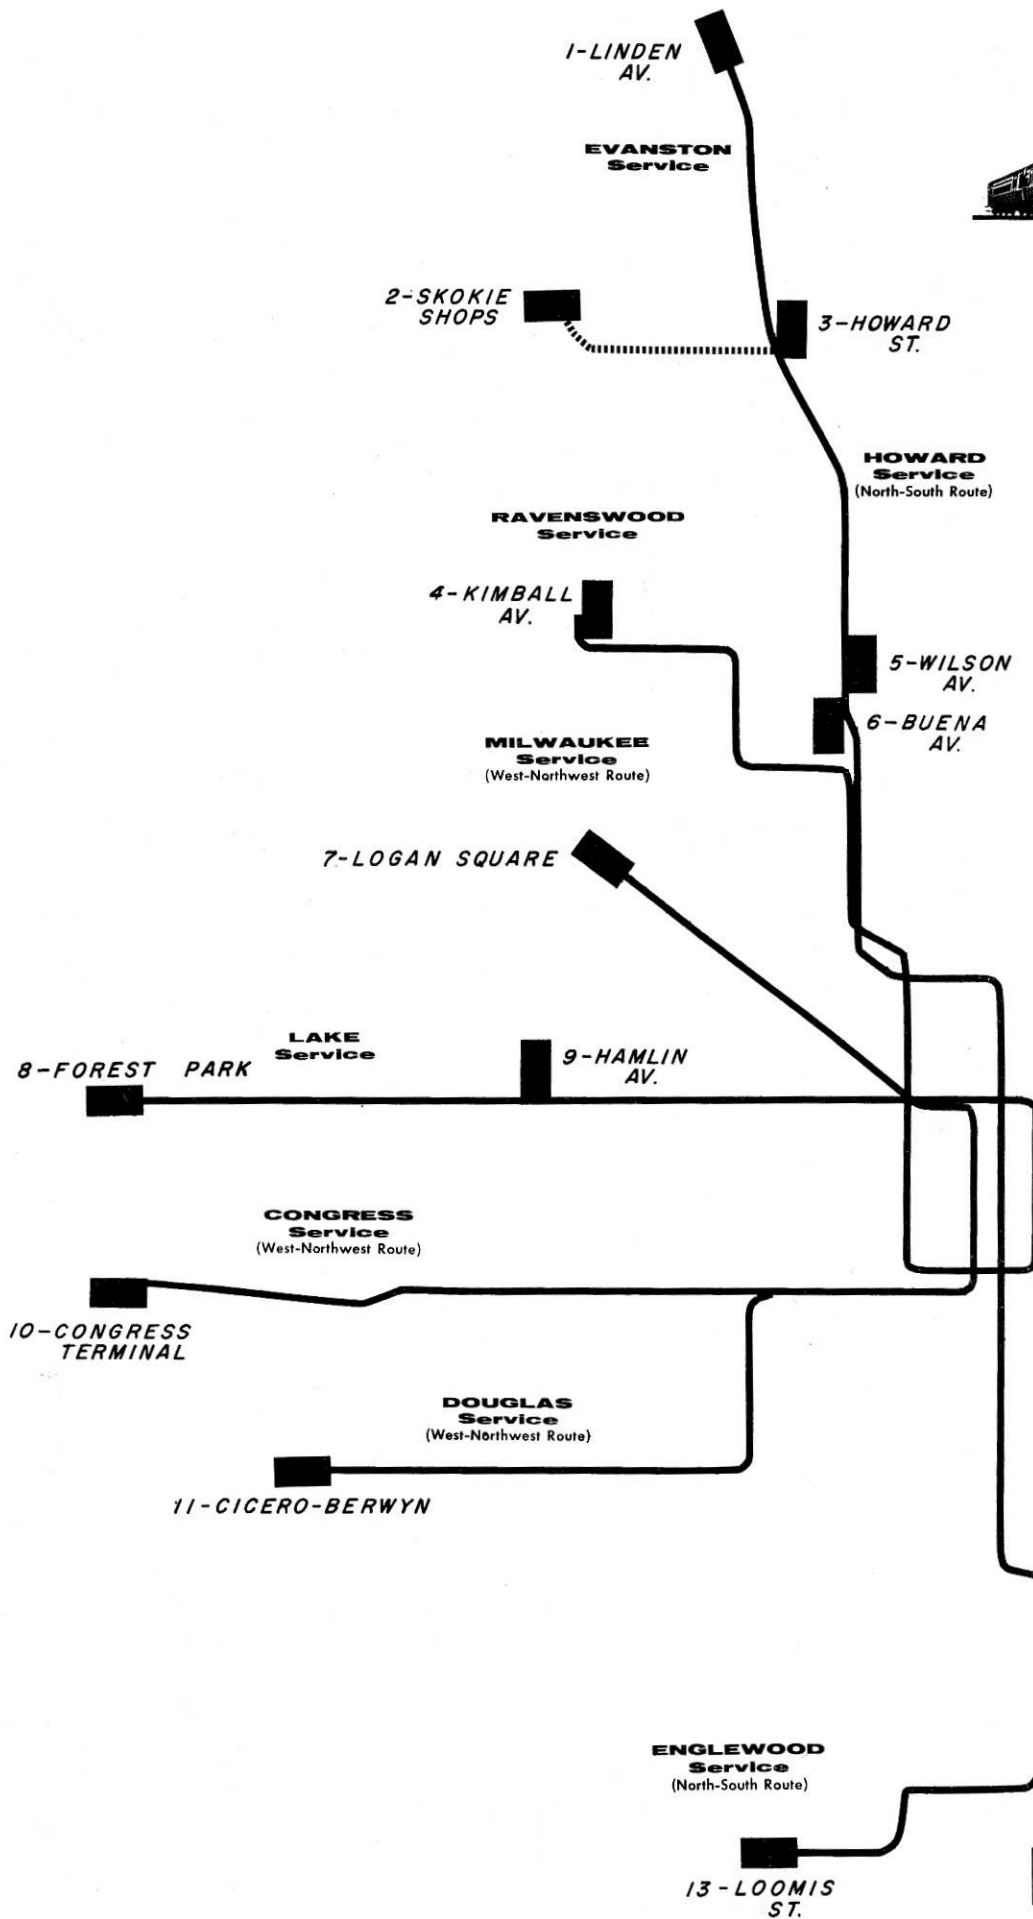 1-LINDEN
AV.
EVANSTON
Service
2-SKOKIE
SHOPS
3-HOWARD
ST.
HOWARD
Service
(North-South Route)
RAVENSWOOD
Service
4-KIMBALL
AV.
5-WILSON
AV.
6-BUENA
AV.
MILWAUKEE
Service
(West-Northwest Route)
7-LOGAN SQUARE
LAKE
Service
8-FOREST PARK
9-HAMLIN
AV.
CONGRESS
Service
(West-Northwest Route)
10-CONGRESS
TERMINAL
DOUGLAS
Service
(West-Northwest Route)
11-CICERO-BERWYN
ENGLEWOOD
Service
(North-South Route)
13-LOOMIS
ST.